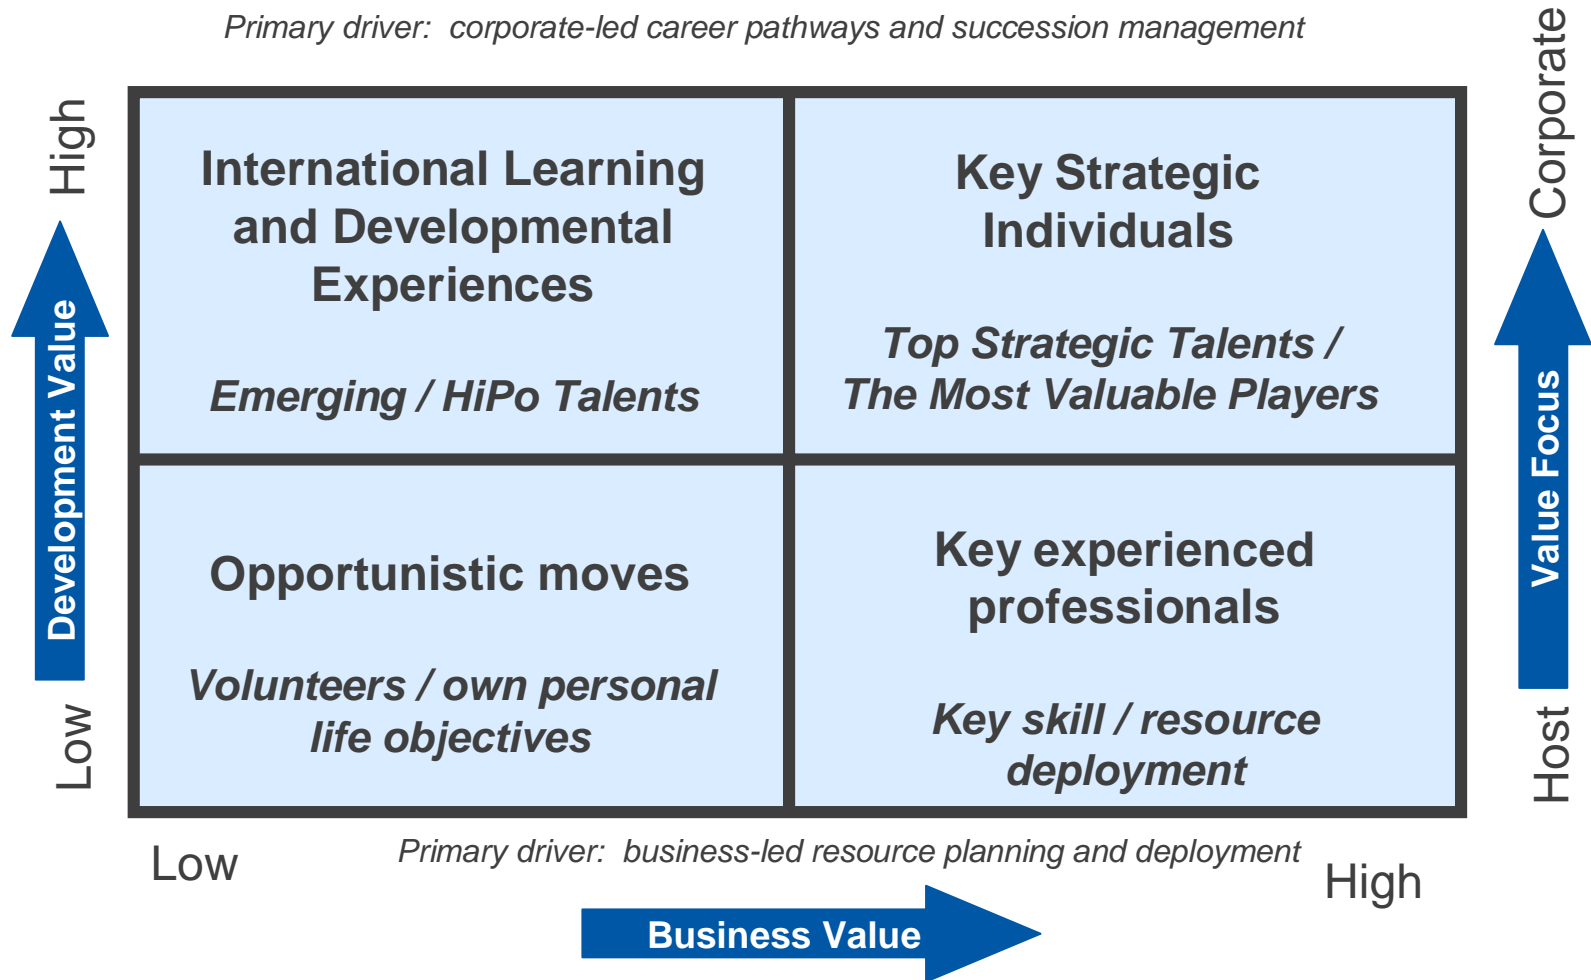 Primary driver:  corporate-led career pathways and succession management
High
Development Value
Low
International Learning
and Developmental
Experiences
Emerging / HiPo Talents
Key Strategic
Individuals
Top Strategic Talents /
The Most Valuable Players
Opportunistic moves
Volunteers / own personal
life objectives
Key experienced
professionals
Key skill / resource
deployment
Corporate
Value Focus
Host
Low
Primary driver:  business-led resource planning and deployment
High
Business Value